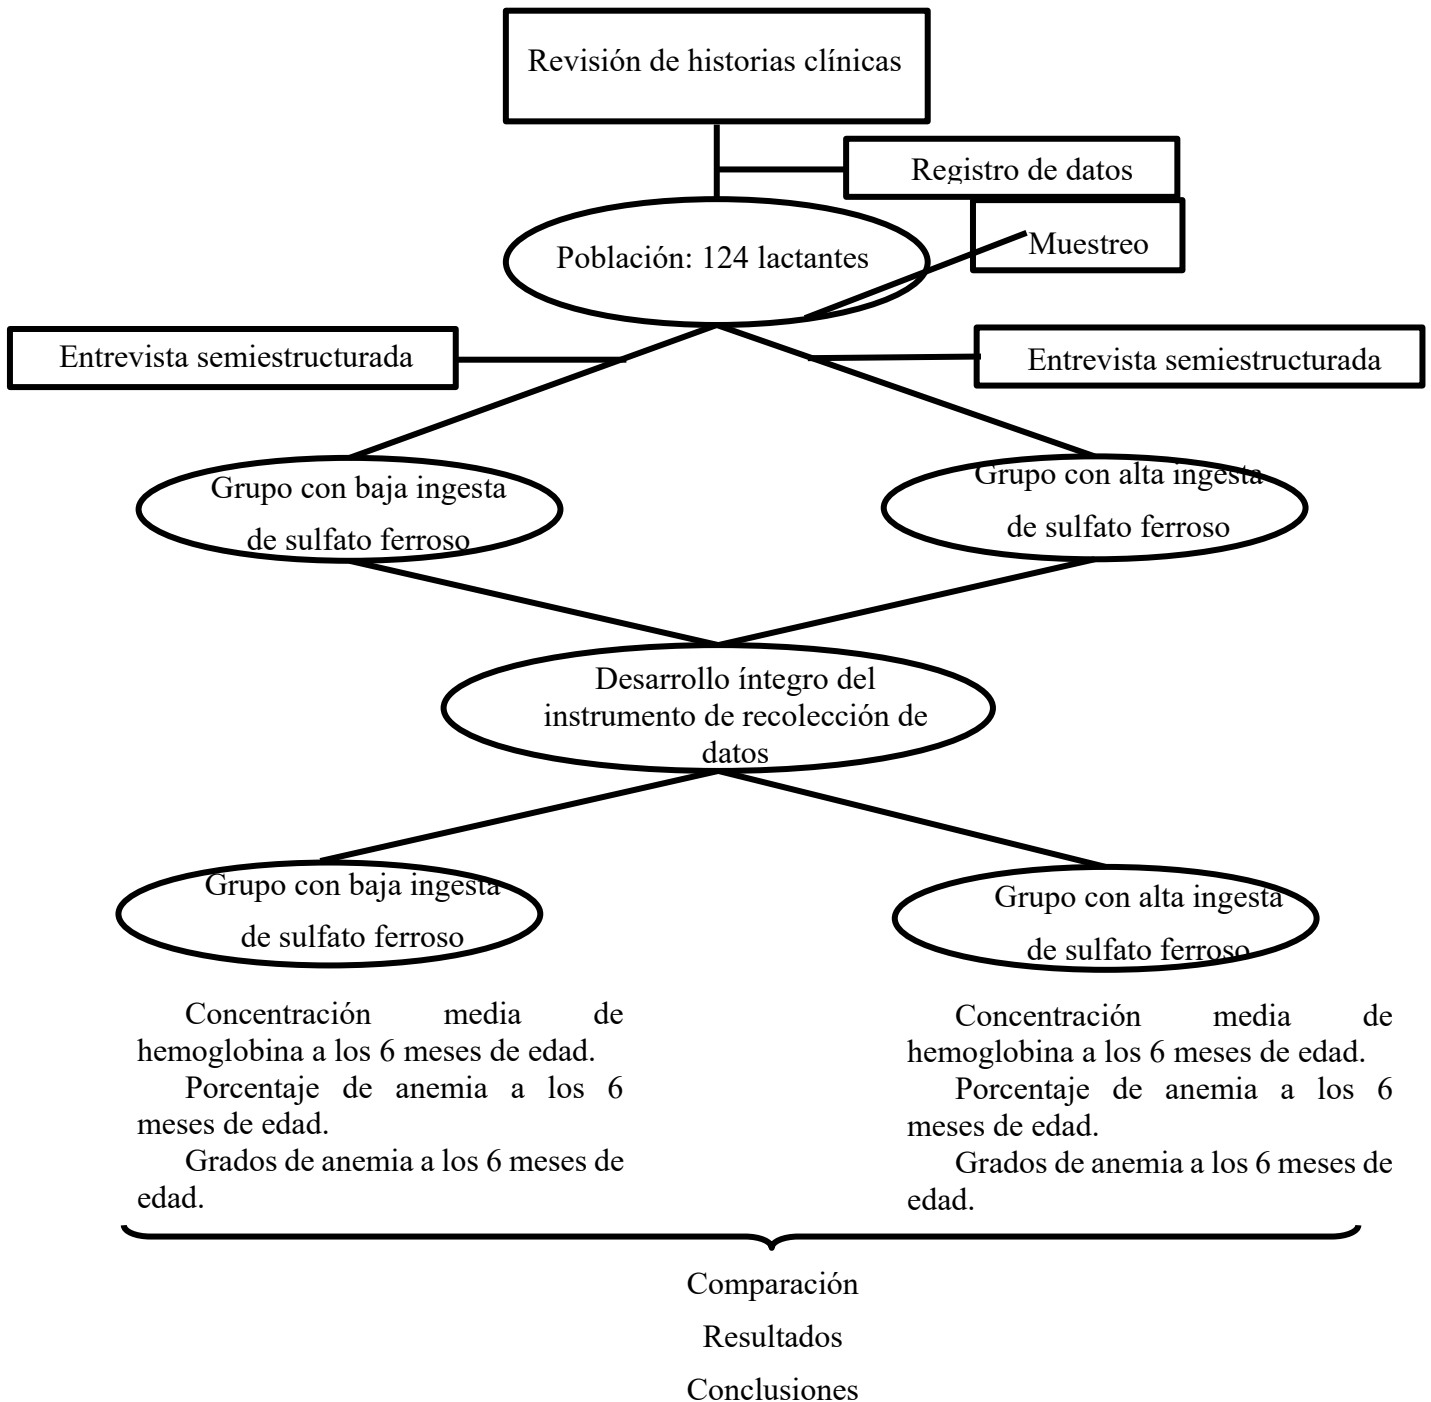 Revisión de historias clínicas
Registro de datos
Muestreo
Población: 124 lactantes
Entrevista semiestructurada
Entrevista semiestructurada
Grupo con baja ingesta
de sulfato ferroso
Grupo con alta ingesta
de sulfato ferroso
Desarrollo íntegro del
instrumento de recolección de
datos
Grupo con baja ingesta
de sulfato ferroso
Grupo con alta ingesta
de sulfato ferroso
Concentración media de
hemoglobina a los 6 meses de edad.
Porcentaje de anemia a los 6
meses de edad.
Grados de anemia a los 6 meses de
edad.
Concentración media de
hemoglobina a los 6 meses de edad.
Porcentaje de anemia a los 6
meses de edad.
Grados de anemia a los 6 meses de
edad.
Comparación
Resultados
Conclusiones